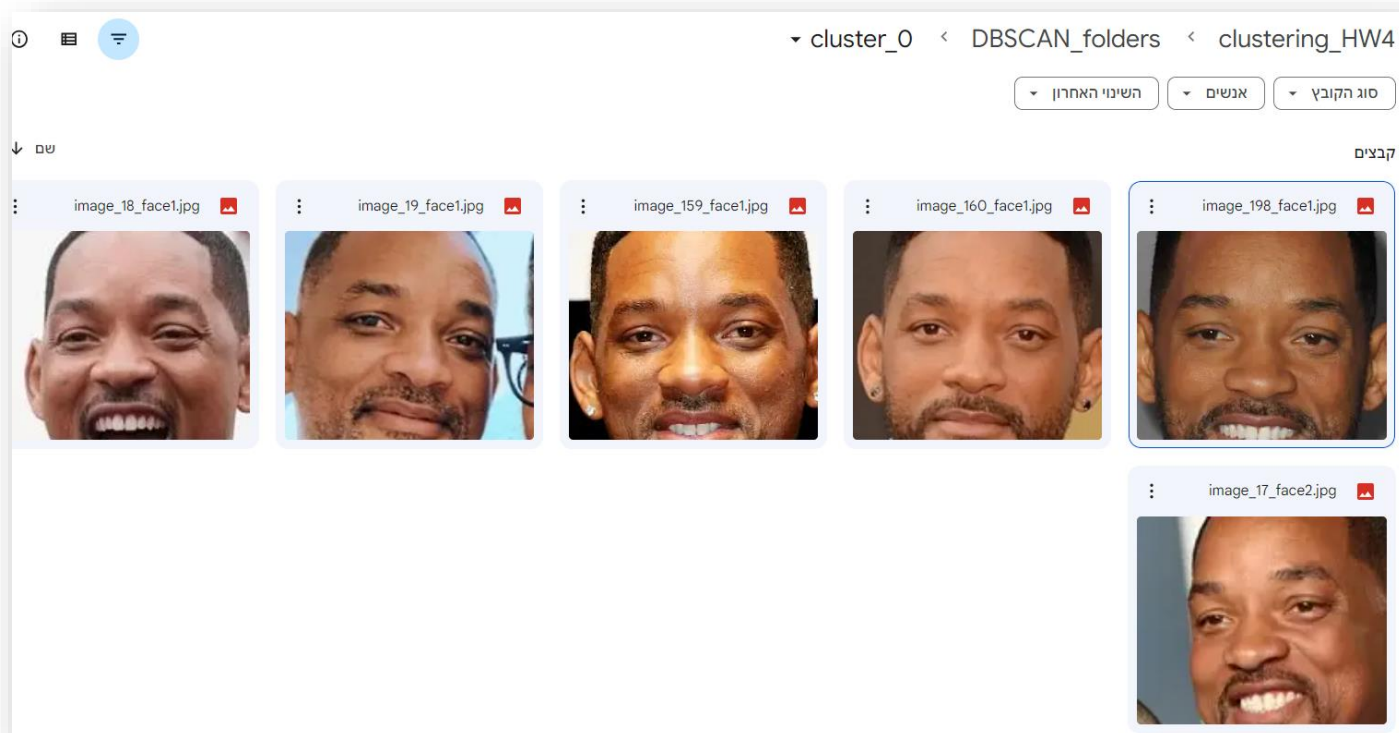 clustering_HW4 > DBSCAN_folders > cluster_0
סוג הקובץ
אנשים
השינוי האחרון
קבצים
שם
image_198_face1.jpg
image_160_face1.jpg
image_159_face1.jpg
image_19_face1.jpg
image_18_face1.jpg
image_17_face2.jpg